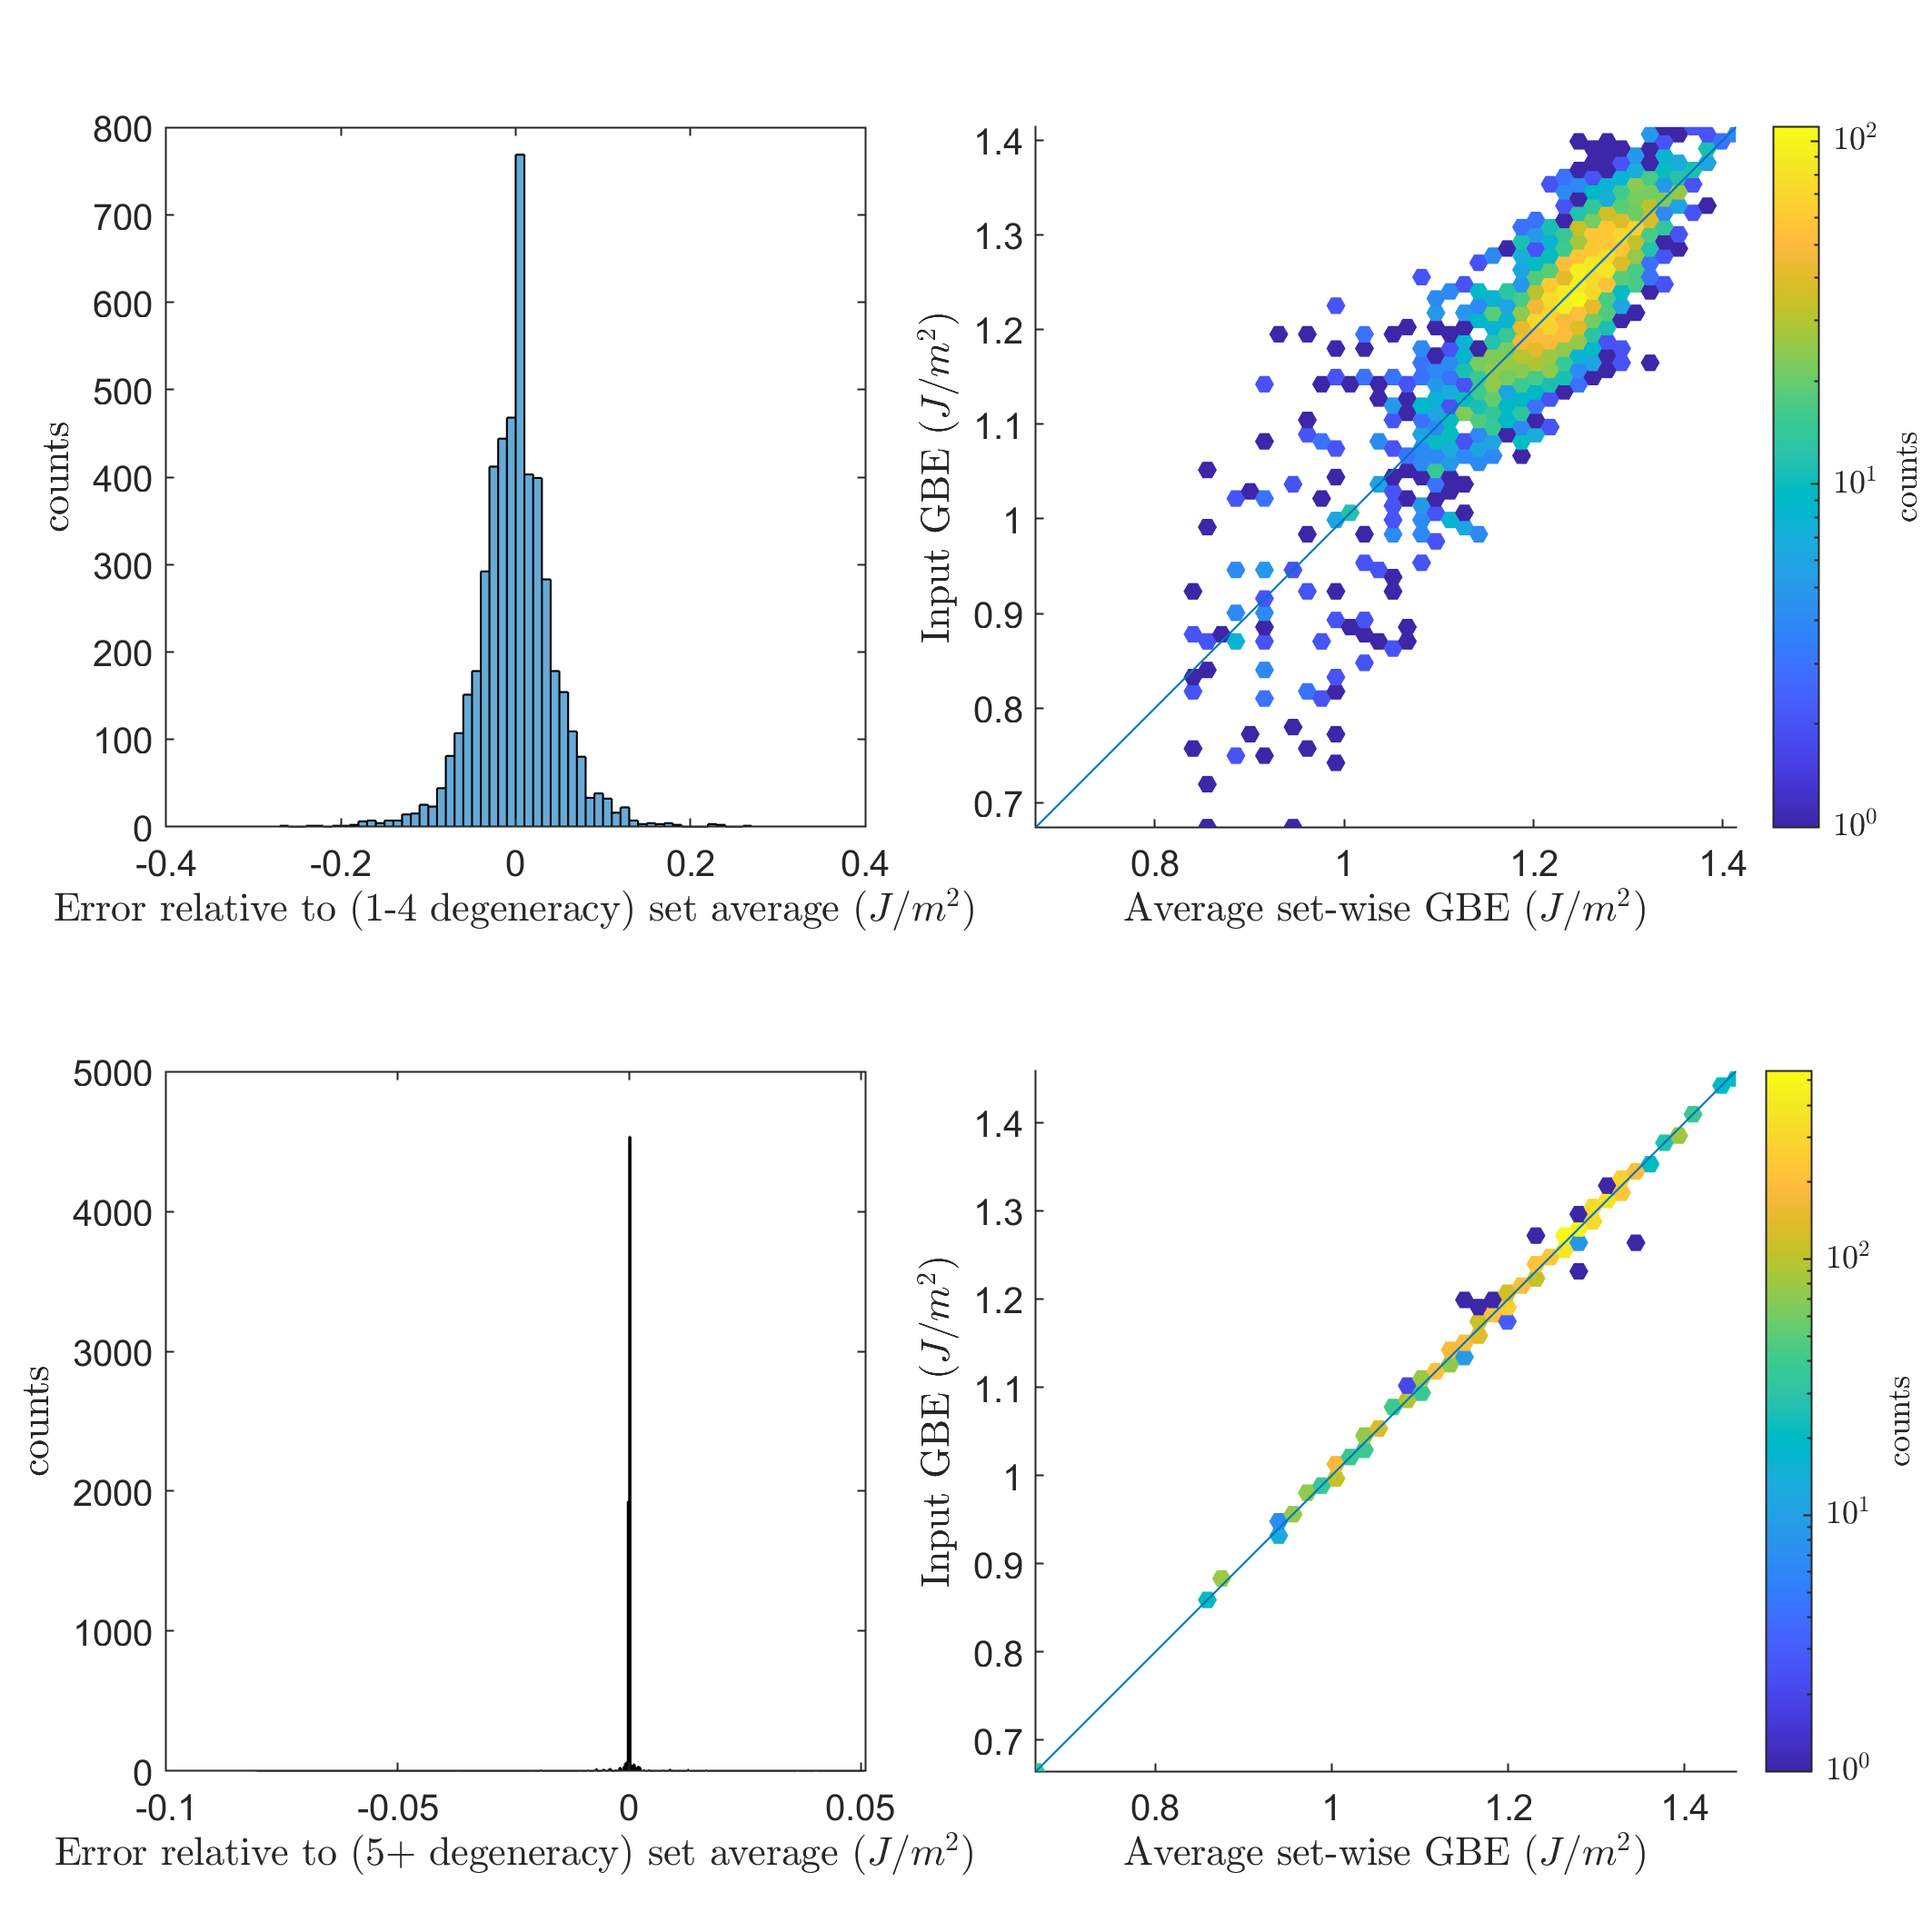 800
700
600
500
400
300
200
100
0
-0.4 -0.2 0 0.2 0.4
counts
Error relative to (1-4 degeneracy) set average (J/m²)
1.4
1.3
1.2
1.1
1
0.9
0.8
0.7
0.8 1 1.2 1.4
Input GBE (J/m²)
Average set-wise GBE (J/m²)
10²
10¹
10⁰
counts
5000
4000
3000
2000
1000
0
-0.1 -0.05 0 0.05
counts
Error relative to (5+ degeneracy) set average (J/m²)
1.4
1.3
1.2
1.1
1
0.9
0.8
0.7
0.8 1 1.2 1.4
Input GBE (J/m²)
Average set-wise GBE (J/m²)
10²
10¹
10⁰
counts